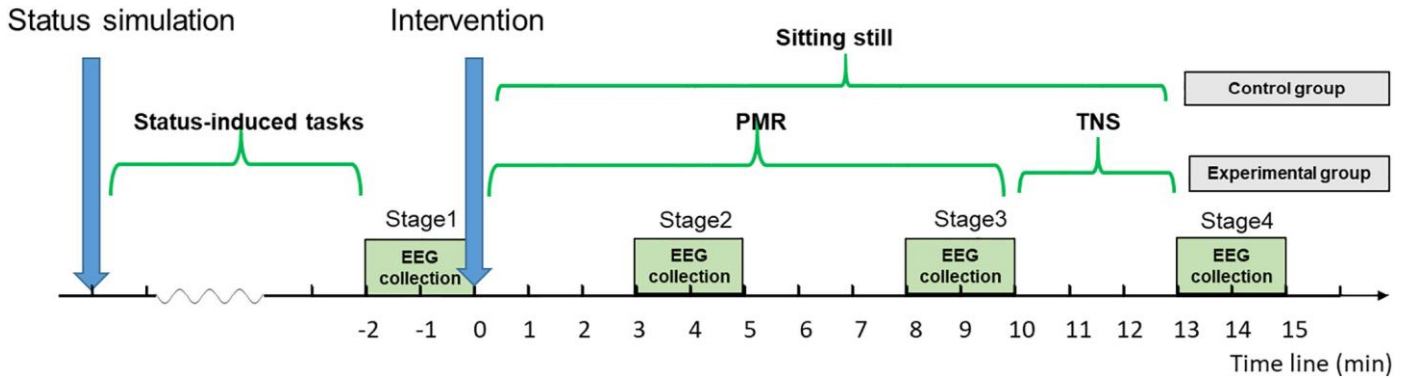 Status simulation
Intervention
Sitting still
Control group
Status-induced tasks
PMR
TNS
Experimental group
Stage1
Stage2
Stage3
Stage4
EEG
collection
EEG
collection
EEG
collection
EEG
collection
-2 -1 0 1 2 3 4 5 6 7 8 9 10 11 12 13 14 15
Time line (min)